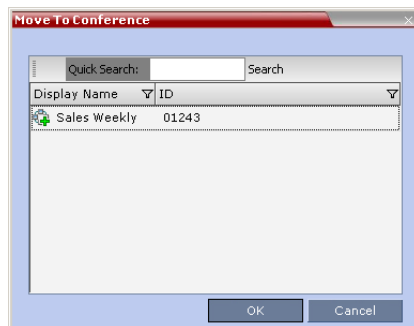 Move To Conference
Quick Search: Search
Display Name ID
Sales Weekly 01243
OK Cancel